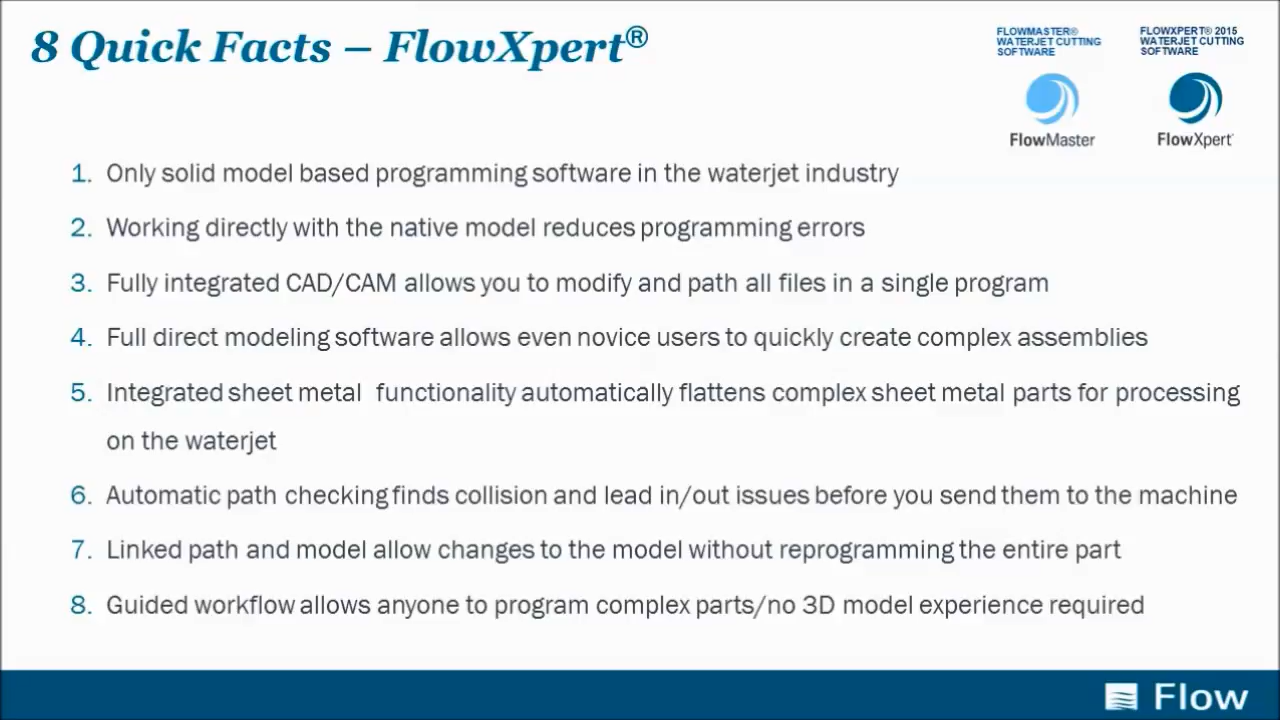 8 Quick Facts – FlowXpert®
FLOWMASTER®
WATERJET CUTTING
SOFTWARE
FlowMaster
FLOWXPERT® 2015
WATERJET CUTTING
SOFTWARE
FlowXpert
1. Only solid model based programming software in the waterjet industry
2. Working directly with the native model reduces programming errors
3. Fully integrated CAD/CAM allows you to modify and path all files in a single program
4. Full direct modeling software allows even novice users to quickly create complex assemblies
5. Integrated sheet metal functionality automatically flattens complex sheet metal parts for processing
on the waterjet
6. Automatic path checking finds collision and lead in/out issues before you send them to the machine
7. Linked path and model allow changes to the model without reprogramming the entire part
8. Guided workflow allows anyone to program complex parts/no 3D model experience required
Flow